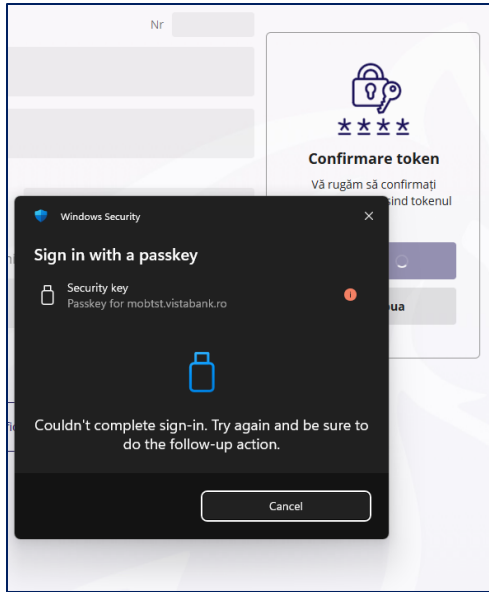 Nr
Confirmare token
Vă rugăm să confirmați
sind tokenul
Windows Security
Sign in with a passkey
Security key
Passkey for mobtst.vistabank.ro
Couldn't complete sign-in. Try again and be sure to
do the follow-up action.
Cancel